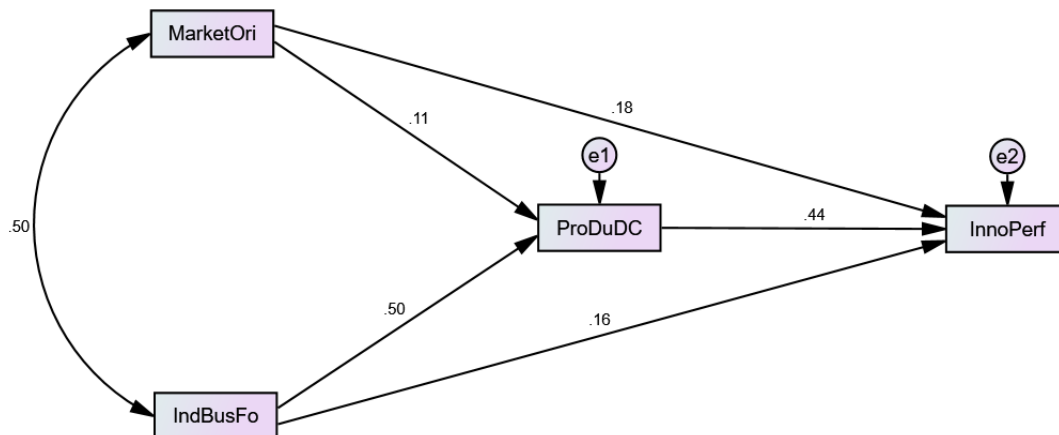 MarketOri
.18
.11
e1
e2
.50
ProDuDC
.44
InnoPerf
.50
.16
IndBusFo